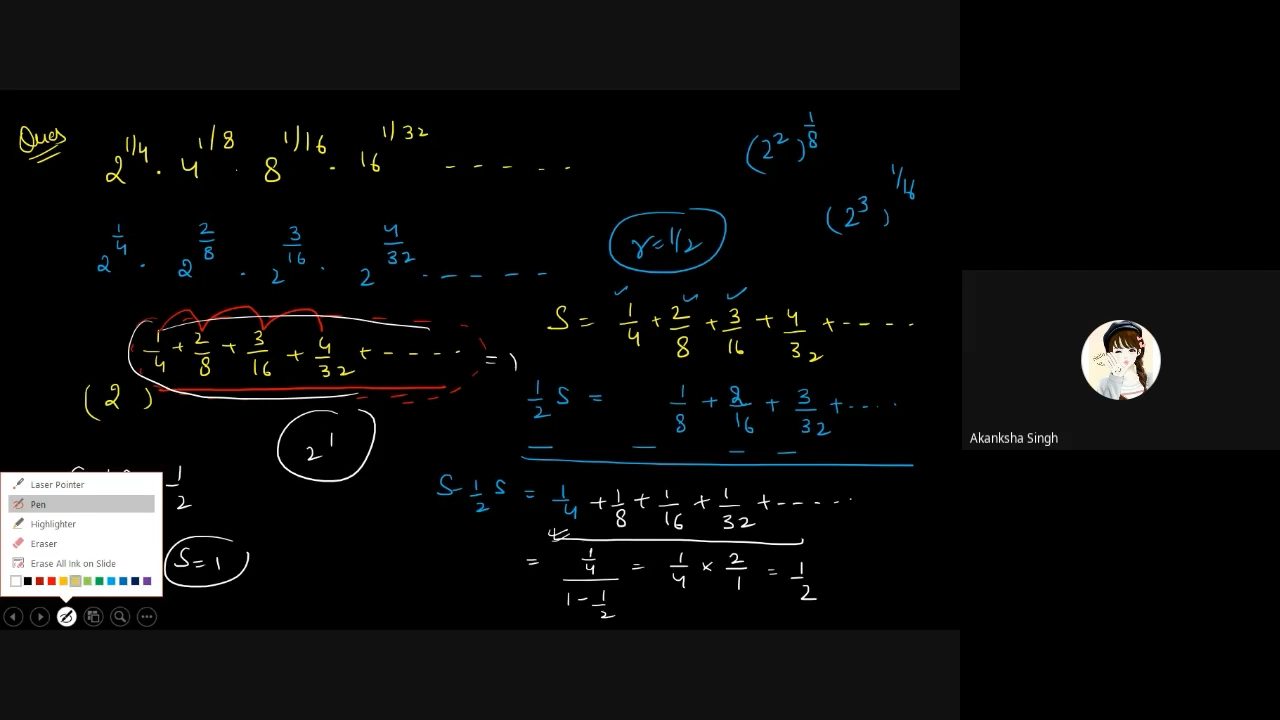 Ques 2^{1/4} . 4^{1/8} . 8^{1/16} . 16^{1/32} - - - - -
(2^2)^{1/8}
(2^3)^{1/16}
2^{1/4} . 2^{2/8} . 2^{3/16} . 2^{4/32} - - - - - -
r=1/2
(2)^{1/4 + 2/8 + 3/16 + 4/32 + - - - - -} = 1
2^1
S = 1/4 + 2/8 + 3/16 + 4/32 + - - - - -
1/2 S = 1/8 + 2/16 + 3/32 + - - - -
S - 1/2 S = 1/4 + 1/8 + 1/16 + 1/32 + - - - - -
= (1/4)/(1 - 1/2) = 1/4 × 2/1 = 1/2
1/2
S = 1
Laser Pointer
Pen
Highlighter
Eraser
Erase All Ink on Slide
Akanksha Singh